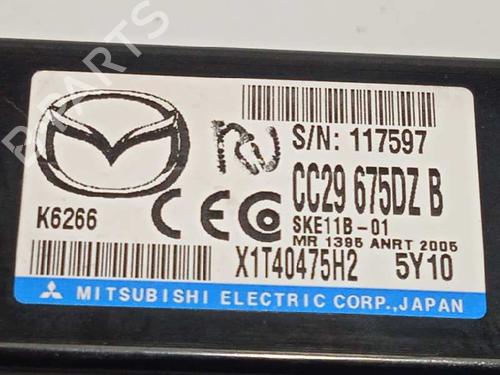 S/N: 117597
CC29 675DZ B
K6266
SKE11B-01
MR 1395 ANRT 2005
X1T40475H2 5Y10
MITSUBISHI ELECTRIC CORP., JAPAN